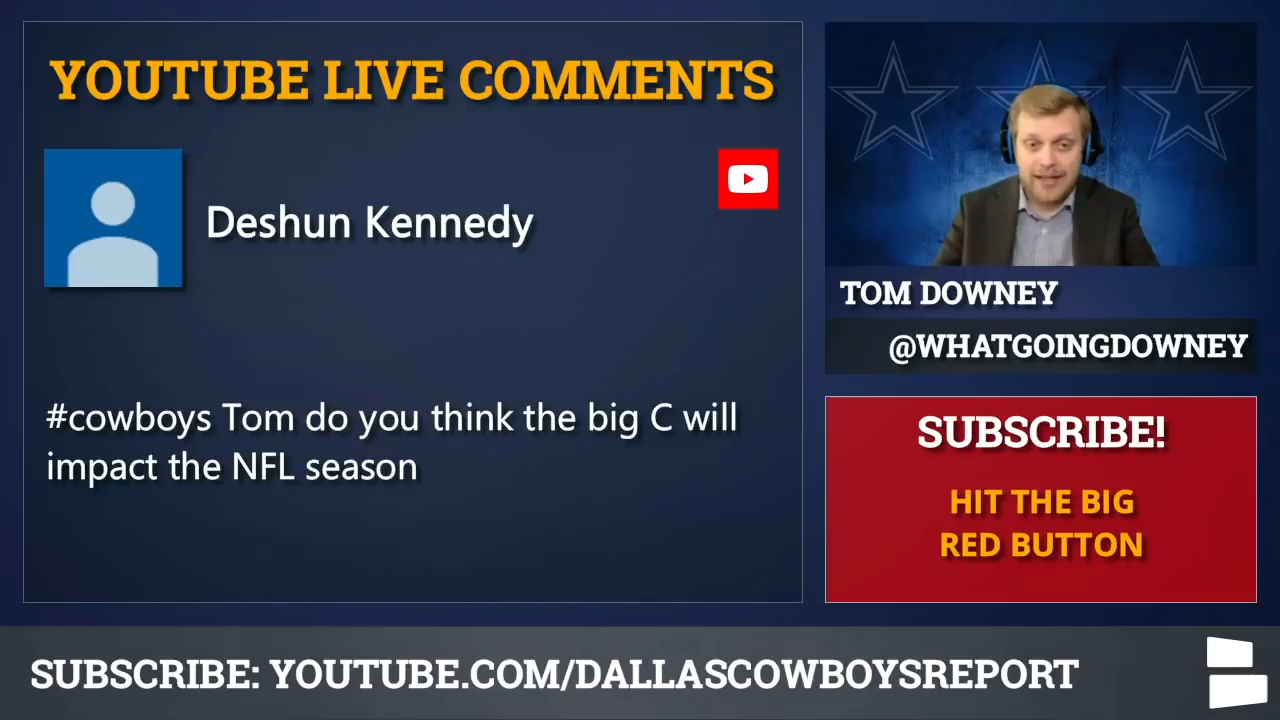 YOUTUBE LIVE COMMENTS
Deshun Kennedy
#cowboys Tom do you think the big C will
impact the NFL season
TOM DOWNEY
@WHATGOINGDOWNEY
SUBSCRIBE!
HIT THE BIG
RED BUTTON
SUBSCRIBE: YOUTUBE.COM/DALLASCOWBOYSREPORT